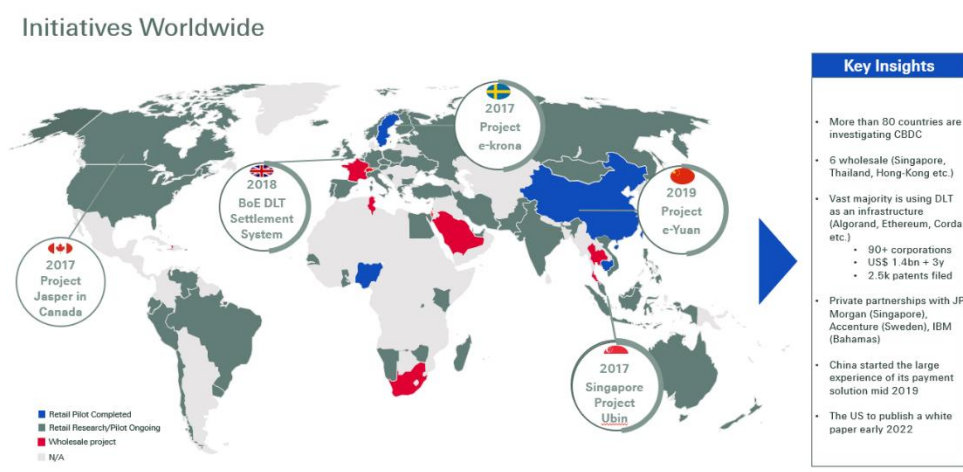 Initiatives Worldwide
2017
Project
e-krona
2018
BoE DLT
Settlement
System
2019
Project
e-Yuan
2017
Project
Jasper in
Canada
2017
Singapore
Project
Ubin
Retail Pilot Completed
Retail Research/Pilot Ongoing
Wholesale project
N/A
Key Insights
• More than 80 countries are
investigating CBDC
• 6 wholesale (Singapore,
Thailand, Hong-Kong etc.)
• Vast majority is using DLT
as an infrastructure
(Algorand, Ethereum, Corda
etc.)
• 90+ corporations
• US$ 1.4bn + 3y
• 2.5k patents filed
• Private partnerships with JP
Morgan (Singapore),
Accenture (Sweden), IBM
(Bahamas)
• China started the large
experience of its payment
solution mid 2019
• The US to publish a white
paper early 2022